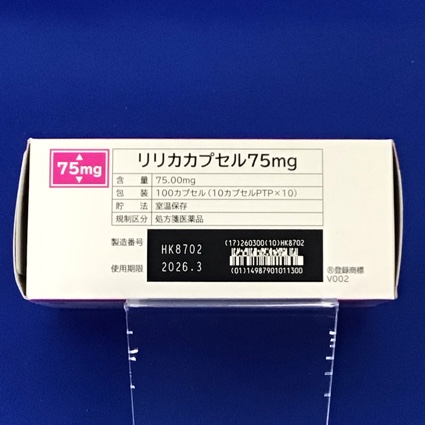 75mg
リリカカプセル75mg
含 量 75.00mg
包 装 100カプセル(10カプセルPTP×10)
貯 法 室温保存
規制区分 処方箋医薬品
製造番号 HK8702
使用期限 2026.3
(17)260300(10)HK8702
(01)14987901011300
®登録商標
V002